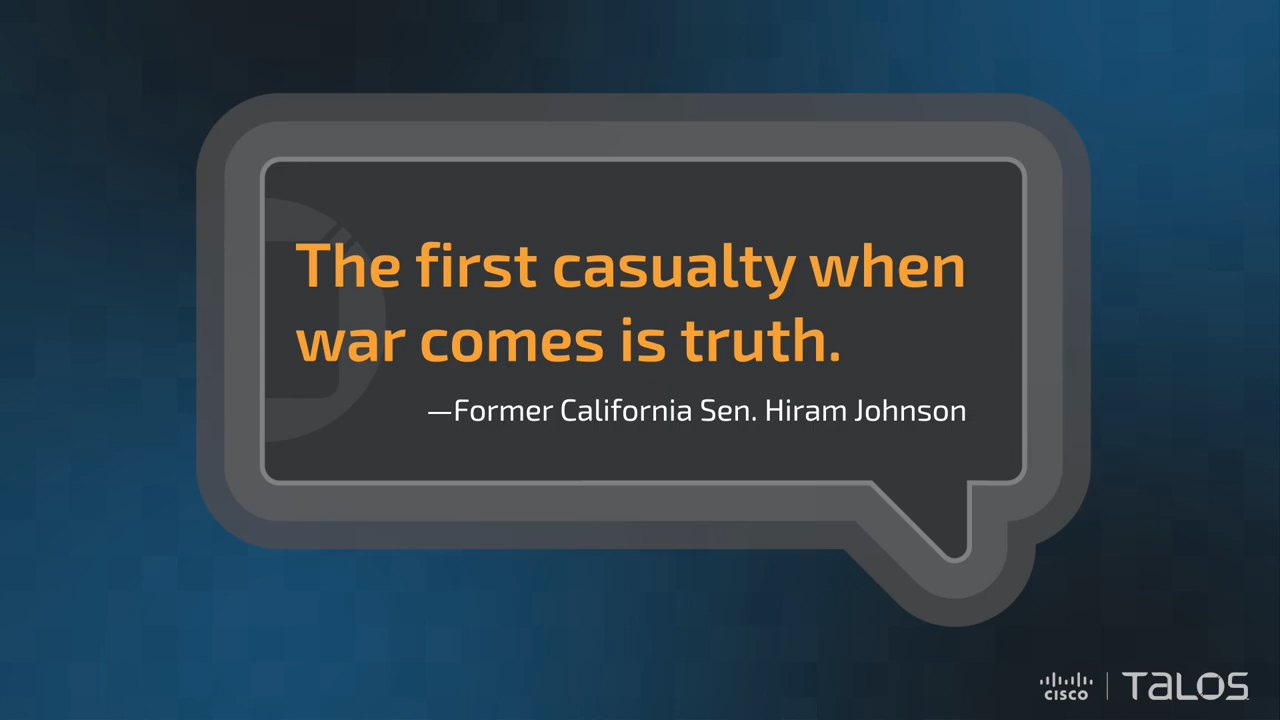 The first casualty when
war comes is truth.
—Former California Sen. Hiram Johnson
CISCO TALOS